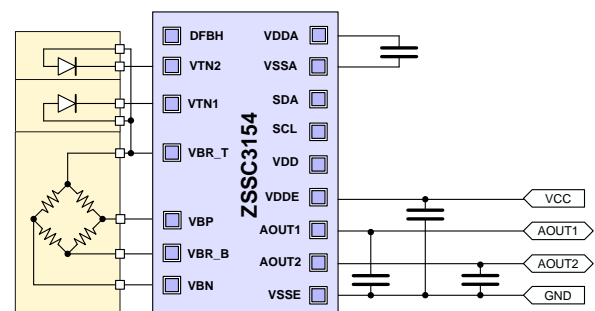 DFBH
VTN2
VTN1
VBR_T
VBP
VBR_B
VBN
ZSSC3154
VDDA
VSSA
SDA
SCL
VDD
VDDE
AOUT1
AOUT2
VSSE
VCC
AOUT1
AOUT2
GND